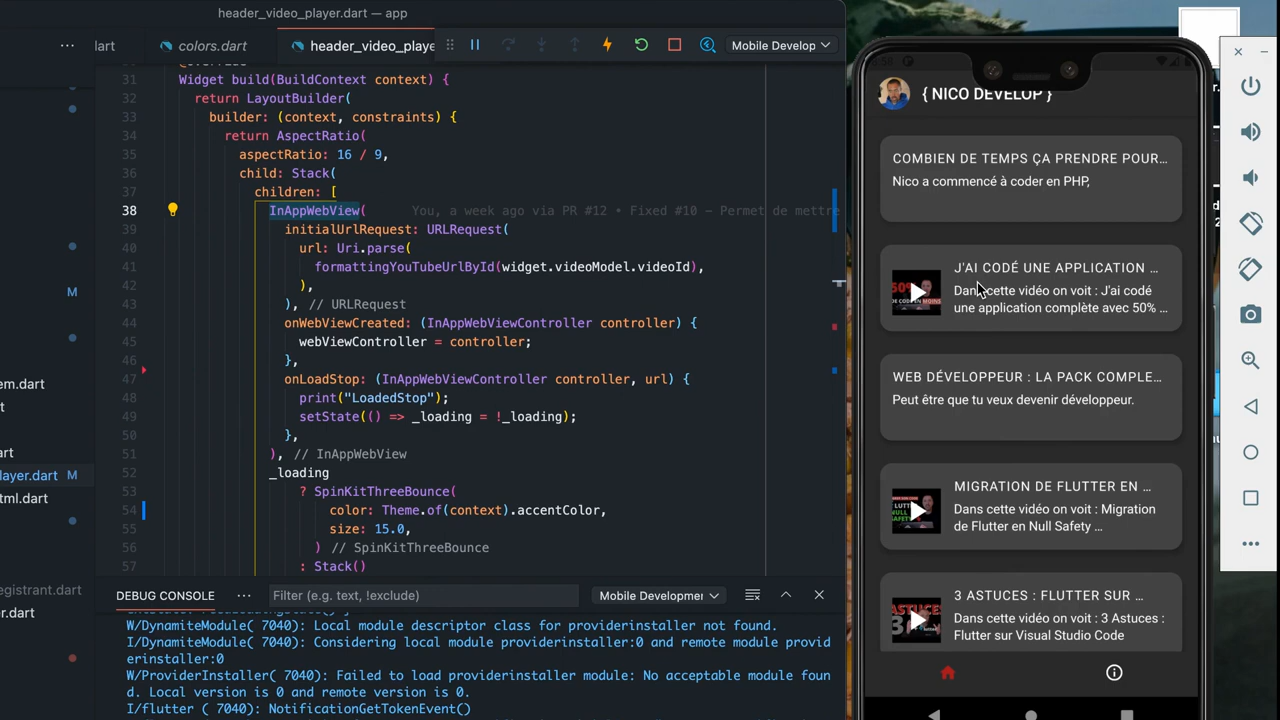 header_video_player.dart — app
lart
colors.dart
header_video_playe
Mobile Develop
31 Widget build(BuildContext context) {
32 return LayoutBuilder(
33 builder: (context, constraints) {
34 return AspectRatio(
35 aspectRatio: 16 / 9,
36 child: Stack(
37 children: [
38 InAppWebView( You, a week ago via PR #12 • Fixed #10 – Permet de mettre
39 initialUrlRequest: URLRequest(
40 url: Uri.parse(
41 formattingYouTubeUrlById(widget.videoModel.videoId),
42 ),
43 ), // URLRequest
44 onWebViewCreated: (InAppWebViewController controller) {
45 webViewController = controller;
46 },
47 onLoadStop: (InAppWebViewController controller, url) {
48 print("LoadedStop");
49 setState(() => _loading = !_loading);
50 },
51 ), // InAppWebView
52 _loading
53 ? SpinKitThreeBounce(
54 color: Theme.of(context).accentColor,
55 size: 15.0,
56 ) // SpinKitThreeBounce
57 : Stack()
M
em.dart
art
layer.dart M
tml.dart
egistrant.dart
er.dart
DEBUG CONSOLE
Filter (e.g. text, !exclude)
Mobile Developmer
W/DynamiteModule( 7040): Local module descriptor class for providerinstaller not found.
I/DynamiteModule( 7040): Considering local module providerinstaller:0 and remote module provid
erinstaller:0
W/ProviderInstaller( 7040): Failed to load providerinstaller module: No acceptable module foun
d. Local version is 0 and remote version is 0.
I/flutter ( 7040): NotificationGetTokenEvent()
{ NICO DEVELOP }
COMBIEN DE TEMPS ÇA PRENDRE POUR...
Nico a commencé à coder en PHP,
J'AI CODÉ UNE APPLICATION ...
Dans cette vidéo on voit : J'ai codé
une application complète avec 50% ...
WEB DÉVELOPPEUR : LA PACK COMPLE...
Peut être que tu veux devenir développeur.
MIGRATION DE FLUTTER EN ...
Dans cette vidéo on voit : Migration
de Flutter en Null Safety ...
3 ASTUCES : FLUTTER SUR ...
Dans cette vidéo on voit : 3 Astuces :
Flutter sur Visual Studio Code